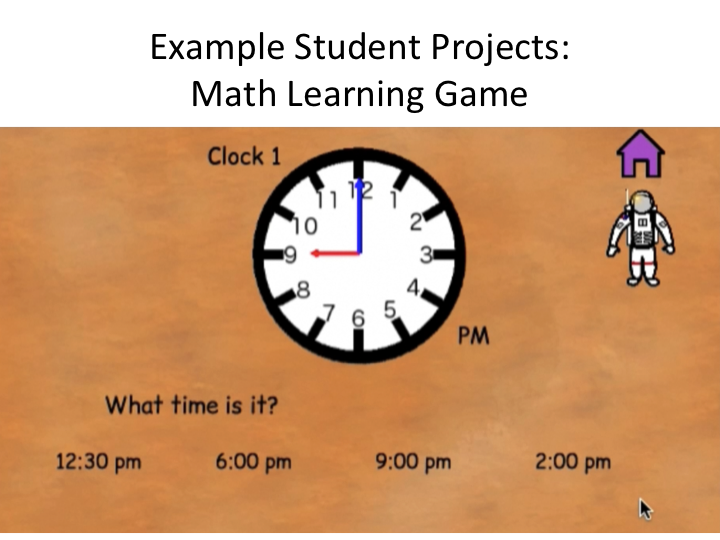 Example Student Projects:
Math Learning Game
Clock 1
12
11
1
10
2
9
3
8
4
7
6
5
PM
What time is it?
12:30 pm 6:00 pm 9:00 pm 2:00 pm